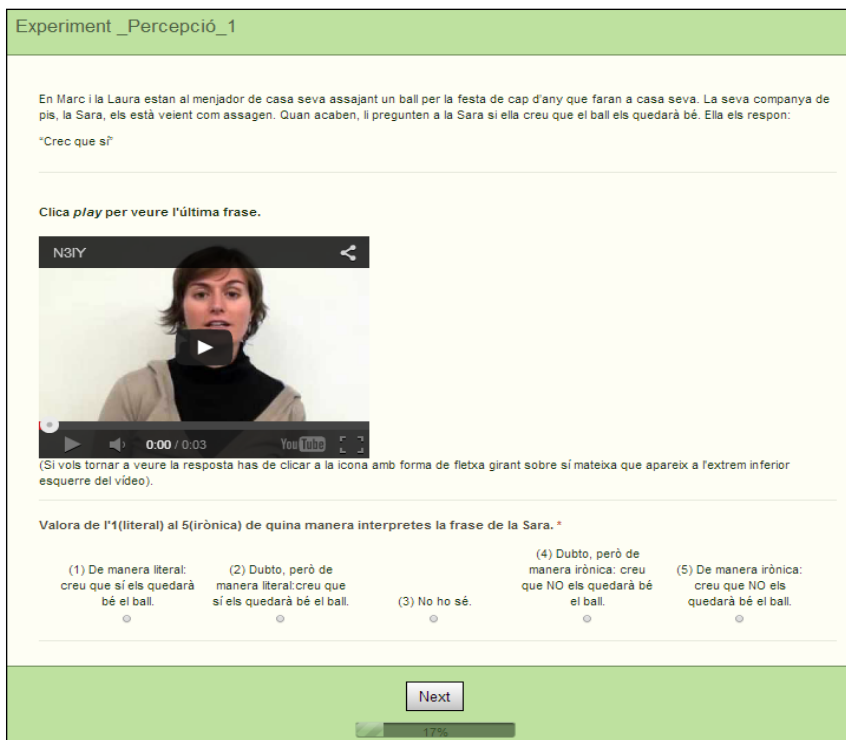 Experiment _Percepció_1
En Marc i la Laura estan al menjador de casa seva assajant un ball per la festa de cap d'any que faran a casa seva. La seva companya de
pis, la Sara, els està veient com assagen. Quan acaben, li pregunten a la Sara si ella creu que el ball els quedarà bé. Ella els respon:
“Crec que sí”
Clica play per veure l'última frase.
N3IY
0:00 / 0:03
YouTube
(Si vols tornar a veure la resposta has de clicar a la icona amb forma de fletxa girant sobre sí mateixa que apareix a l'extrem inferior
esquerre del vídeo).
Valora de l'1(literal) al 5(irònica) de quina manera interpretes la frase de la Sara. *
(1) De manera literal:
creu que sí els quedarà
bé el ball.
(2) Dubto, però de
manera literal:creu que
sí els quedarà bé el ball.
(3) No ho sé.
(4) Dubto, però de
manera irònica: creu
que NO els quedarà bé
el ball.
(5) De manera irònica:
creu que NO els
quedarà bé el ball.
Next
17%